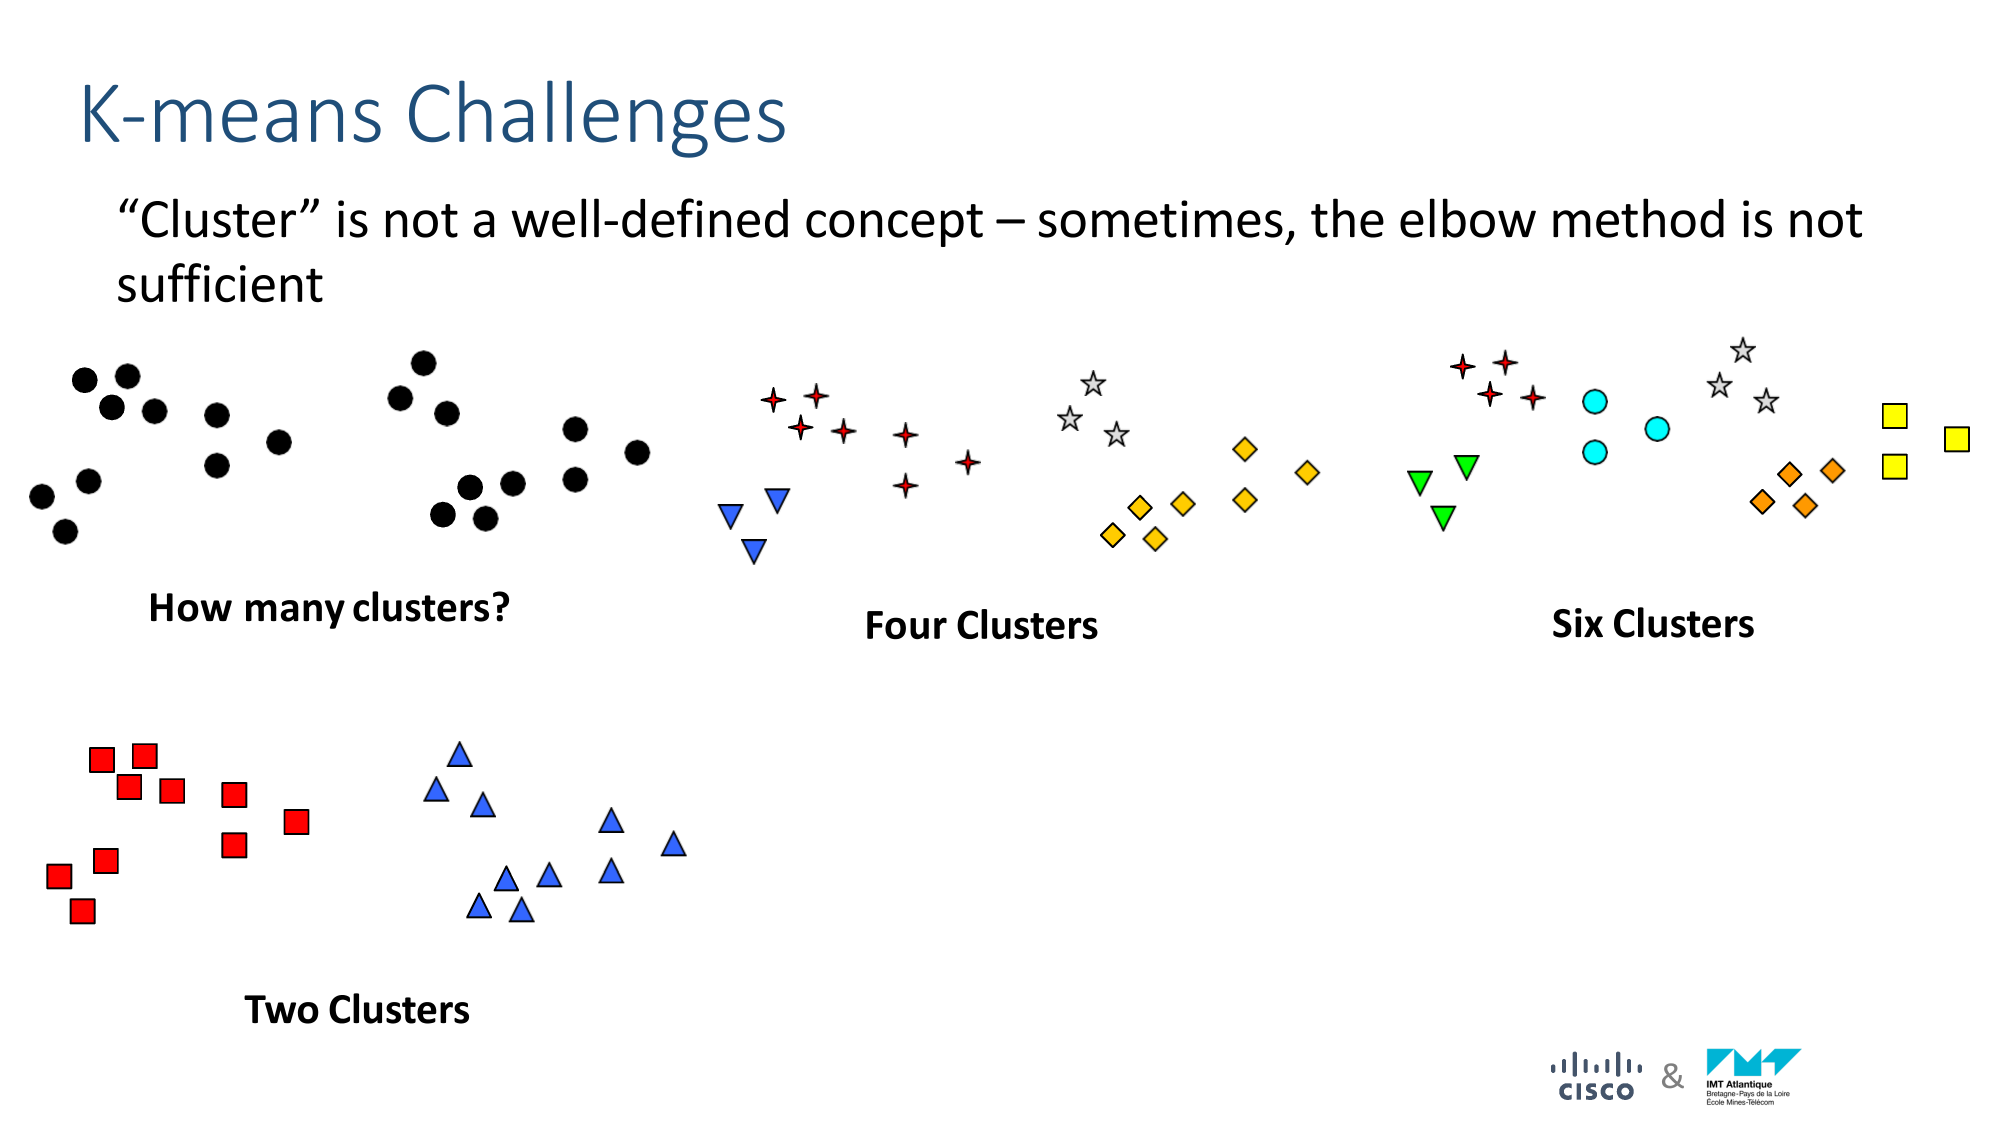 K-means Challenges
“Cluster” is not a well-defined concept – sometimes, the elbow method is not
sufficient
How many clusters?
Four Clusters
Six Clusters
Two Clusters
CISCO
&
IMT Atlantique
Bretagne-Pays de la Loire
École Mines-Télécom